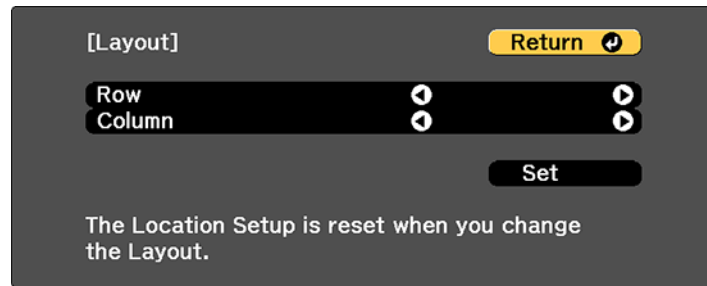 [Layout]
Return
Row
Column
Set
The Location Setup is reset when you change
the Layout.